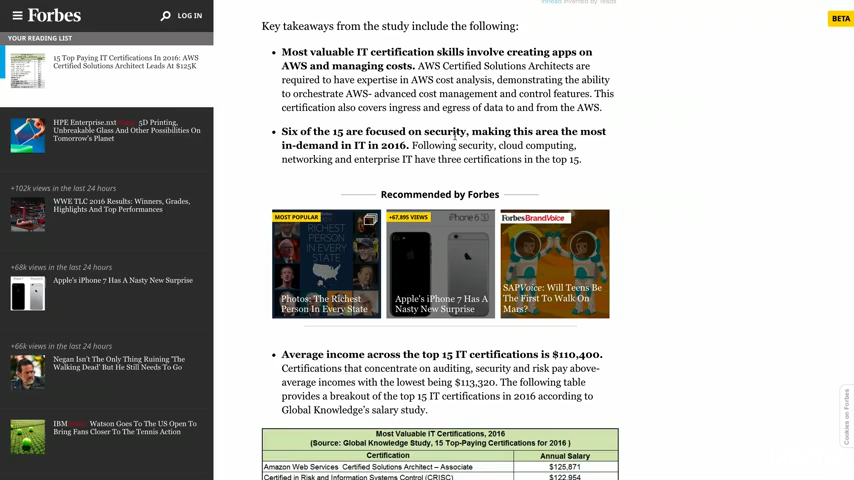 Forbes
LOG IN
BETA
YOUR READING LIST
15 Top Paying IT Certifications In 2016: AWS
Certified Solutions Architect Leads At $125K
HPE Enterprise.nxt 5D Printing,
Unbreakable Glass And Other Possibilities On
Tomorrow's Planet
+102k views in the last 24 hours
WWE TLC 2016 Results: Winners, Grades,
Highlights And Top Performances
+68k views in the last 24 hours
Apple's iPhone 7 Has A Nasty New Surprise
+66k views in the last 24 hours
Negan Isn't The Only Thing Ruining 'The
Walking Dead' But He Still Needs To Go
IBM Watson Goes To The US Open To
Bring Fans Closer To The Tennis Action
inRead invented by Teads
Key takeaways from the study include the following:
• Most valuable IT certification skills involve creating apps on
AWS and managing costs. AWS Certified Solutions Architects are
required to have expertise in AWS cost analysis, demonstrating the ability
to orchestrate AWS- advanced cost management and control features. This
certification also covers ingress and egress of data to and from the AWS.
• Six of the 15 are focused on security, making this area the most
in-demand in IT in 2016. Following security, cloud computing,
networking and enterprise IT have three certifications in the top 15.
Recommended by Forbes
MOST POPULAR
RICHEST
PERSON
IN EVERY
STATE
Photos: The Richest
Person In Every State
+67,895 VIEWS
iPhone 6S
Apple's iPhone 7 Has A
Nasty New Surprise
Forbes BrandVoice
SAPVoice: Will Teens Be
The First To Walk On
Mars?
• Average income across the top 15 IT certifications is $110,400.
Certifications that concentrate on auditing, security and risk pay above-
average incomes with the lowest being $113,320. The following table
provides a breakout of the top 15 IT certifications in 2016 according to
Global Knowledge's salary study.
Most Valuable IT Certifications, 2016
(Source: Global Knowledge Study, 15 Top-Paying Certifications for 2016 )
Certification Annual Salary
Amazon Web Services Certified Solutions Architect – Associate $125,871
Certified in Risk and Information Systems Control (CRISC) $122,954
Cookies on Forbes